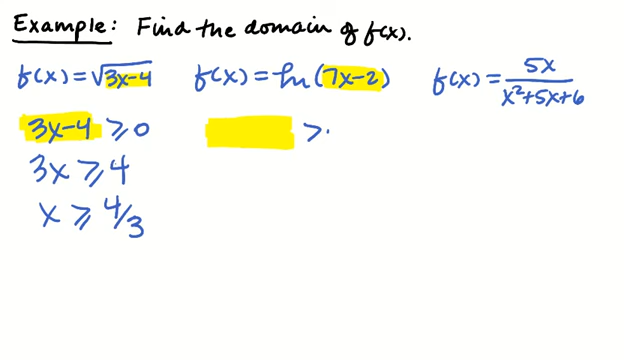 Example: Find the domain of f(x).
f(x) = √3x-4
f(x) = ln(7x-2)
f(x) = 5x / x²+5x+6
3x-4 ≥ 0
>
3x ≥ 4
x ≥ 4/3